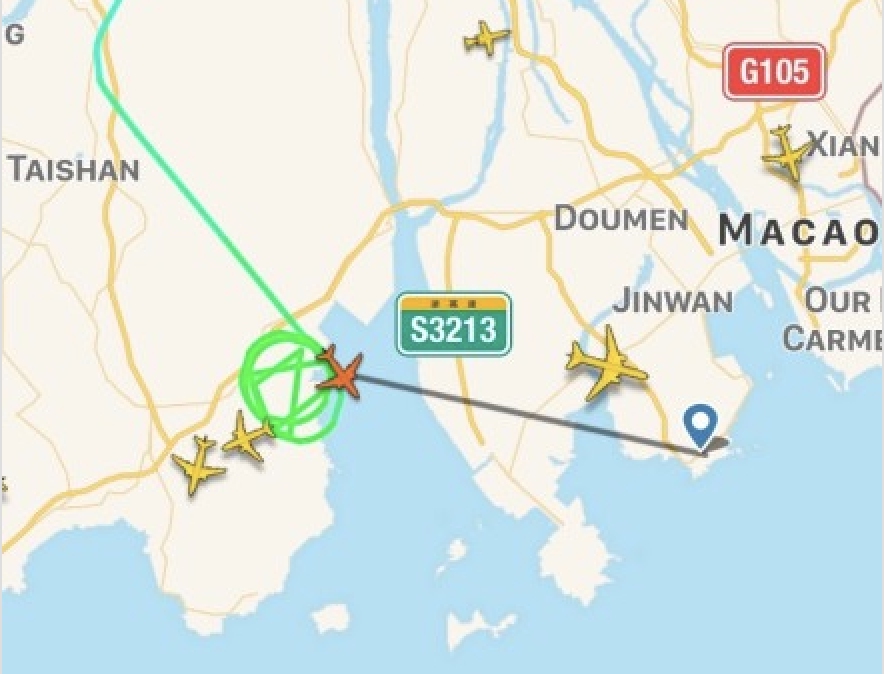 G
G105
XIAN
TAISHAN
DOUMEN
MACAO
JINWAN
OUR
CARME
S3213